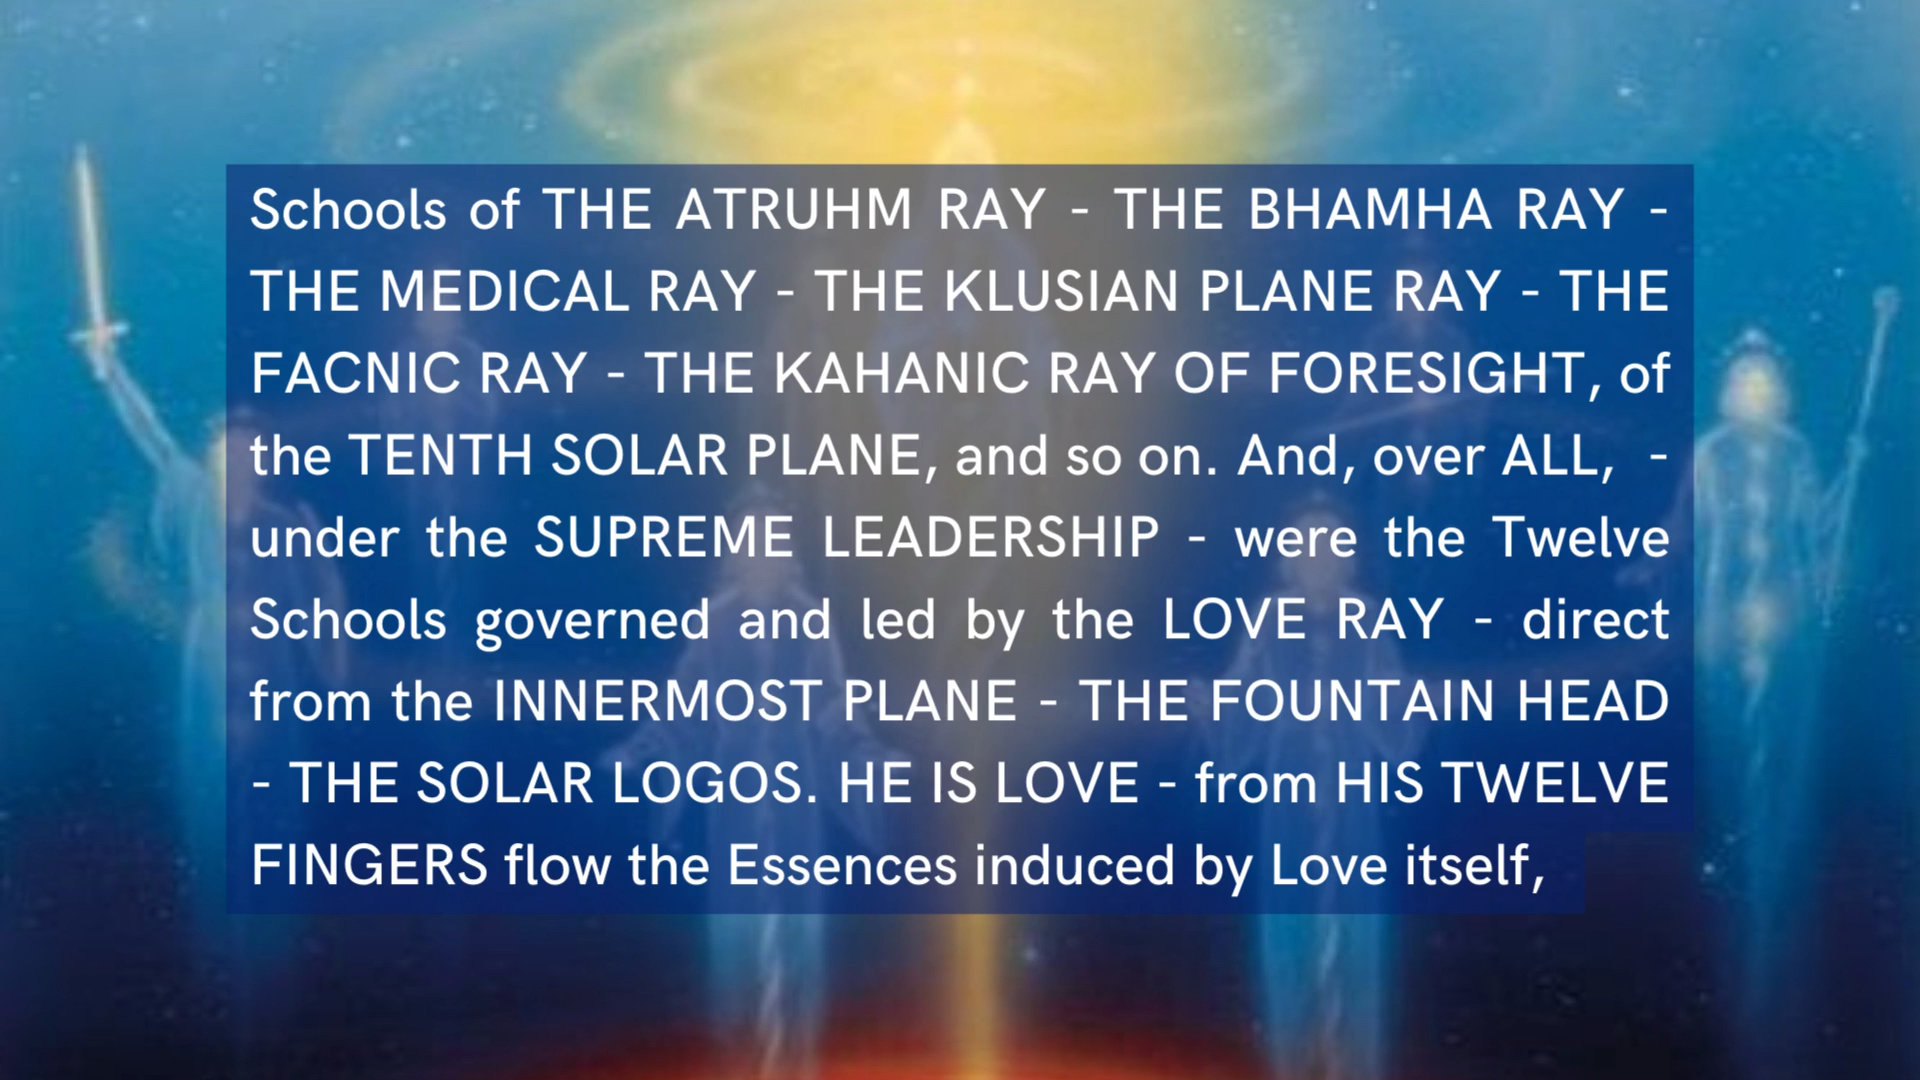 Schools of THE ATRUHM RAY - THE BHAMHA RAY -
THE MEDICAL RAY - THE KLUSIAN PLANE RAY - THE
FACNIC RAY - THE KAHANIC RAY OF FORESIGHT, of
the TENTH SOLAR PLANE, and so on. And, over ALL, -
under the SUPREME LEADERSHIP - were the Twelve
Schools governed and led by the LOVE RAY - direct
from the INNERMOST PLANE - THE FOUNTAIN HEAD
- THE SOLAR LOGOS. HE IS LOVE - from HIS TWELVE
FINGERS flow the Essences induced by Love itself,